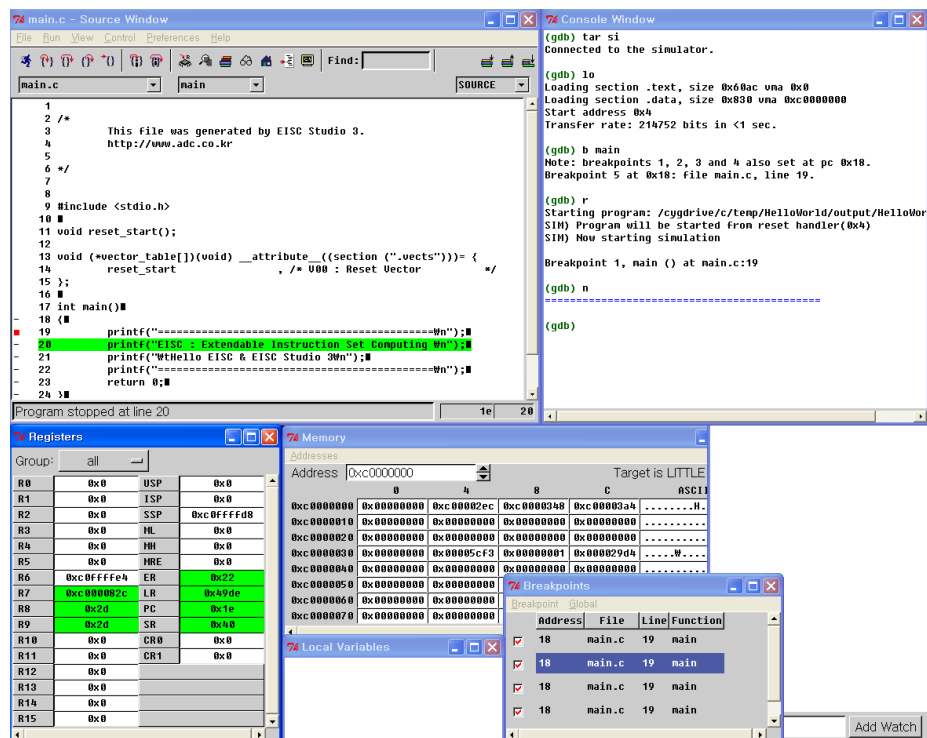 main.c - Source Window
File Run View Control Preferences Help
Find:
main.c main SOURCE
1
2 /*
3 This file was generated by EISC Studio 3.
4 http://www.adc.co.kr
5
6 */
7
8
9 #include <stdio.h>
10
11 void reset_start();
12
13 void (*vector_table[])(void) __attribute__((section (".vects")))= {
14 reset_start , /* V00 : Reset Vector */
15 };
16
17 int main()
- 18 {
19 printf("============================================₩n");
- 20 printf("EISC : Extendable Instruction Set Computing ₩n");
- 21 printf("₩tHello EISC & EISC Studio 3₩n");
- 22 printf("============================================₩n");
- 23 return 0;
- 24 }
Program stopped at line 20 1e 20
Console Window
(gdb) tar si
Connected to the simulator.
(gdb) lo
Loading section .text, size 0x60ac vma 0x0
Loading section .data, size 0x830 vma 0xc0000000
Start address 0x4
Transfer rate: 214752 bits in <1 sec.
(gdb) b main
Note: breakpoints 1, 2, 3 and 4 also set at pc 0x18.
Breakpoint 5 at 0x18: file main.c, line 19.
(gdb) r
Starting program: /cygdrive/c/temp/HelloWorld/output/HelloWor
SIM) Program will be started from reset handler(0x4)
SIM) Now starting simulation
Breakpoint 1, main () at main.c:19
(gdb) n
============================================
(gdb)
Registers
Group: all
R0 0x0 USP 0x0
R1 0x0 ISP 0x0
R2 0x0 SSP 0xc0ffffd8
R3 0x0 ML 0x0
R4 0x0 MH 0x0
R5 0x0 MRE 0x0
R6 0xc0ffffe4 ER 0x22
R7 0xc000082c LR 0x49de
R8 0x2d PC 0x1e
R9 0x2d SR 0x40
R10 0x0 CR0 0x0
R11 0x0 CR1 0x0
R12 0x0
R13 0x0
R14 0x0
R15 0x0
Memory
Addresses
Address 0xc0000000 Target is LITTLE
0 4 8 C ASCII
0xc0000000 0x00000000 0xc00002ec 0xc0000348 0xc00003a4 ........H.
0xc0000010 0x00000000 0x00000000 0x00000000 0x00000000 ..........
0xc0000020 0x00000000 0x00000000 0x00000000 0x00000000 ..........
0xc0000030 0x00000000 0x00005cf3 0x00000001 0x000029d4 .....₩....
0xc0000040 0x00000000 0x00000000 0x00000000 0x00000000 ..........
0xc0000050 0x00000000 0x00000000
0xc0000060 0x00000000 0x00000000
0xc0000070 0x00000000 0x00000000
Local Variables
Breakpoints
Breakpoint Global
Address File Line Function
18 main.c 19 main
18 main.c 19 main
18 main.c 19 main
18 main.c 19 main
Add Watch